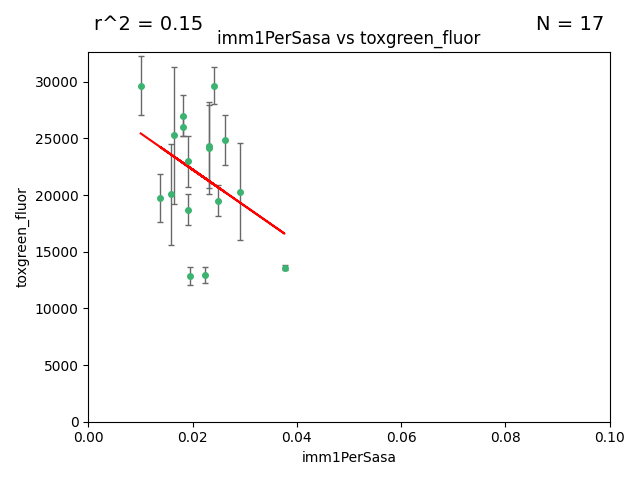 r^2 = 0.15
N = 17
imm1PerSasa vs toxgreen_fluor
30000
25000
20000
15000
10000
5000
0
toxgreen_fluor
0.00
0.02
0.04
0.06
0.08
0.10
imm1PerSasa